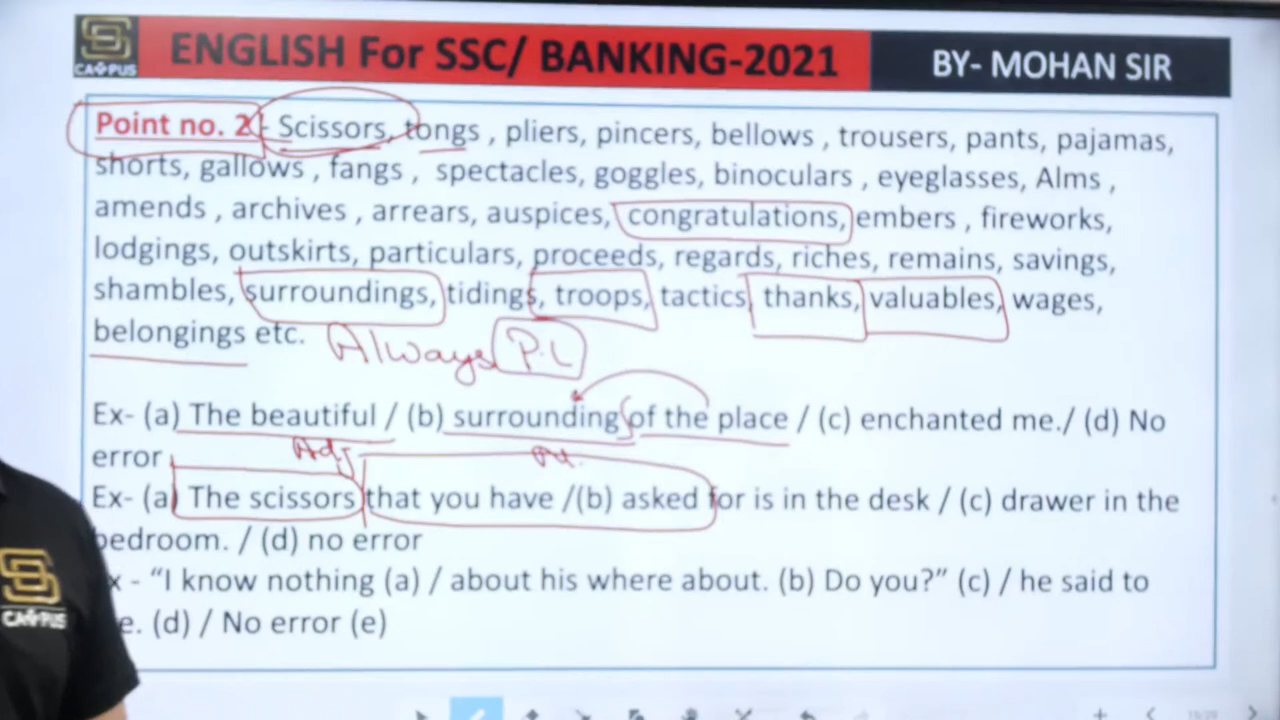 CAMPUS
ENGLISH For SSC/ BANKING-2021
BY- MOHAN SIR
Point no. 2 - Scissors, tongs , pliers, pincers, bellows , trousers, pants, pajamas,
shorts, gallows , fangs , spectacles, goggles, binoculars , eyeglasses, Alms ,
amends , archives , arrears, auspices, congratulations, embers , fireworks,
lodgings, outskirts, particulars, proceeds, regards, riches, remains, savings,
shambles, surroundings, tidings, troops, tactics, thanks, valuables, wages,
belongings etc. Always P.L
Ex- (a) The beautiful / (b) surrounding of the place / (c) enchanted me./ (d) No
error
Adj
Ex- (a) The scissors that you have /(b) asked for is in the desk / (c) drawer in the
bedroom. / (d) no error
x - “I know nothing (a) / about his where about. (b) Do you?” (c) / he said to
e. (d) / No error (e)
CAMPUS